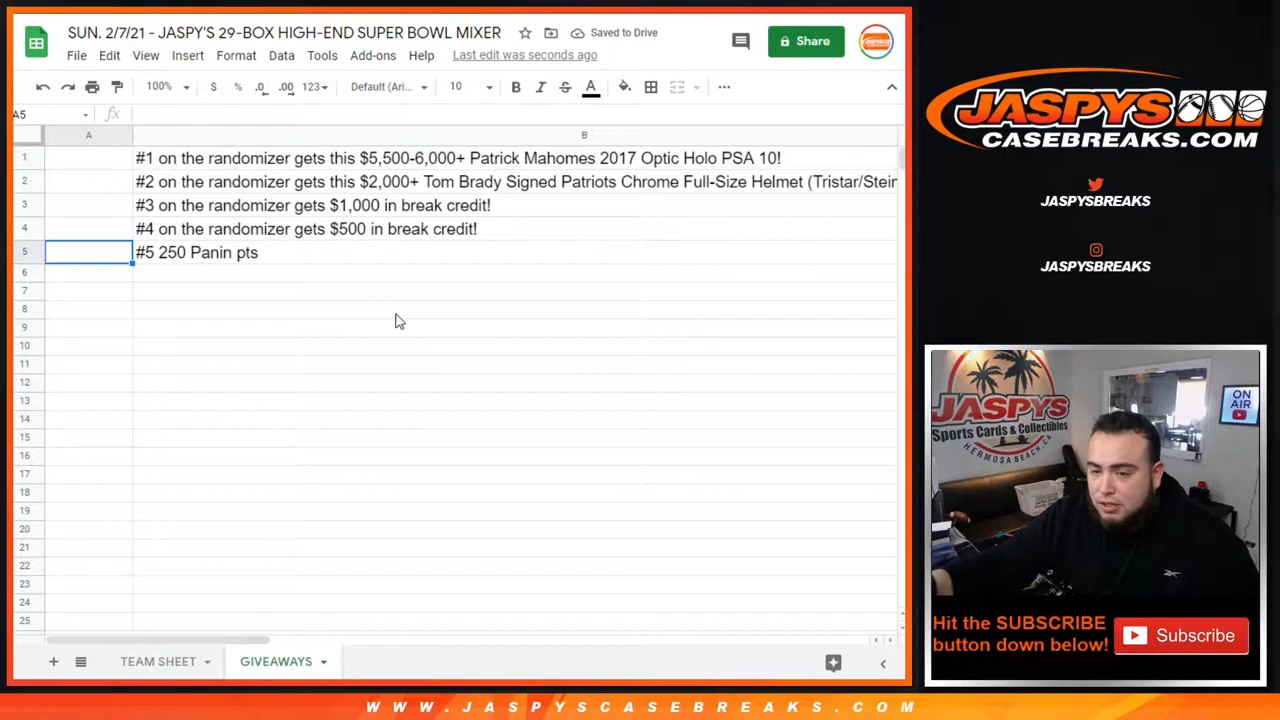 SUN. 2/7/21 - JASPY'S 29-BOX HIGH-END SUPER BOWL MIXER
Saved to Drive
Share
File Edit View Insert Format Data Tools Add-ons Help Last edit was seconds ago
100% $ % .0 .00 123 Default (Ari... 10 B I S A
A5 fx
A B
1 #1 on the randomizer gets this $5,500-6,000+ Patrick Mahomes 2017 Optic Holo PSA 10!
2 #2 on the randomizer gets this $2,000+ Tom Brady Signed Patriots Chrome Full-Size Helmet (Tristar/Stein
3 #3 on the randomizer gets $1,000 in break credit!
4 #4 on the randomizer gets $500 in break credit!
5 #5 250 Panin pts
6
7
8
9
10
11
12
13
14
15
16
17
18
19
20
21
22
23
24
25
TEAM SHEET GIVEAWAYS
JASPYS
CASEBREAKS.COM
JASPYSBREAKS
JASPYSBREAKS
JASPYS
Sports Cards & Collectibles
HERMOSA BEACH, CA
ON
AIR
Hit the SUBSCRIBE
button down below!
Subscribe
WWW.JASPYSCASEBREAKS.COM